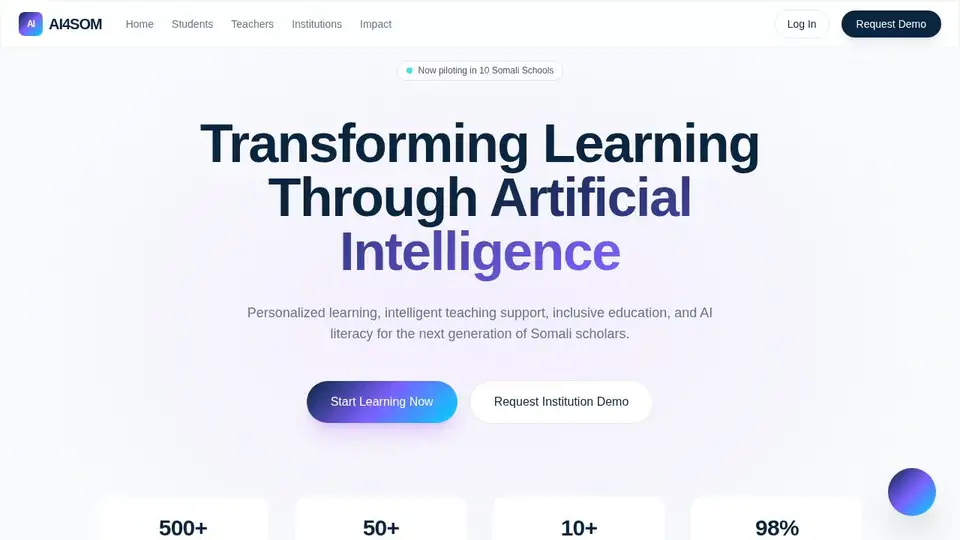 AI AI4SOM Home Students Teachers Institutions Impact Log In Request Demo
Now piloting in 10 Somali Schools
Transforming Learning
Through Artificial
Intelligence
Personalized learning, intelligent teaching support, inclusive education, and AI
literacy for the next generation of Somali scholars.
Start Learning Now Request Institution Demo
500+ 50+ 10+ 98%